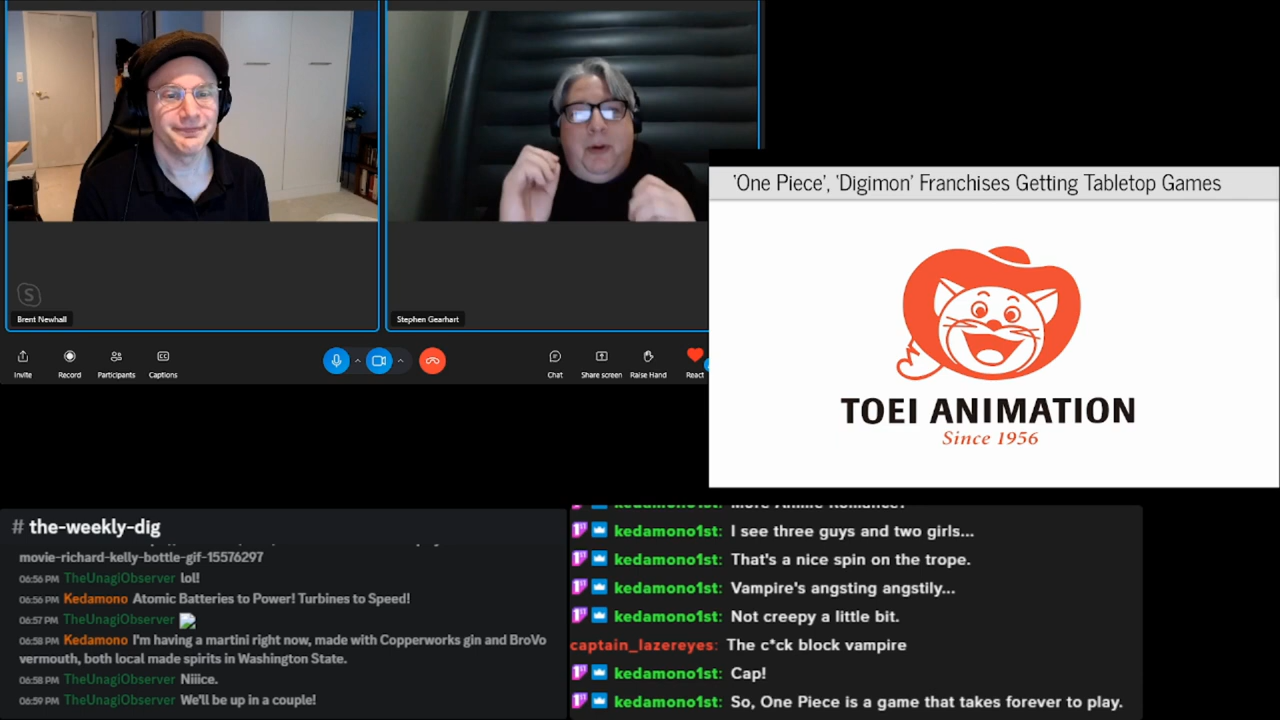 'One Piece', 'Digimon' Franchises Getting Tabletop Games
TOEI ANIMATION
Since 1956
S
Brent Newhall
Stephen Gearhart
Invite
Record
Participants
Captions
Chat
Share screen
Raise Hand
React
# the-weekly-dig
movie-richard-kelly-bottle-gif-15576297
06:56 PM TheUnagiObserver lol!
06:56 PM Kedamono Atomic Batteries to Power! Turbines to Speed!
06:57 PM TheUnagiObserver
06:58 PM Kedamono I'm having a martini right now, made with Copperworks gin and BroVo
vermouth, both local made spirits in Washington State.
06:58 PM TheUnagiObserver Niiice.
06:59 PM TheUnagiObserver We'll be up in a couple!
kedamono1st: More Anime Romance?
kedamono1st: I see three guys and two girls...
kedamono1st: That's a nice spin on the trope.
kedamono1st: Vampire's angsting angstily...
kedamono1st: Not creepy a little bit.
captain_lazereyes: The c*ck block vampire
kedamono1st: Cap!
kedamono1st: So, One Piece is a game that takes forever to play.